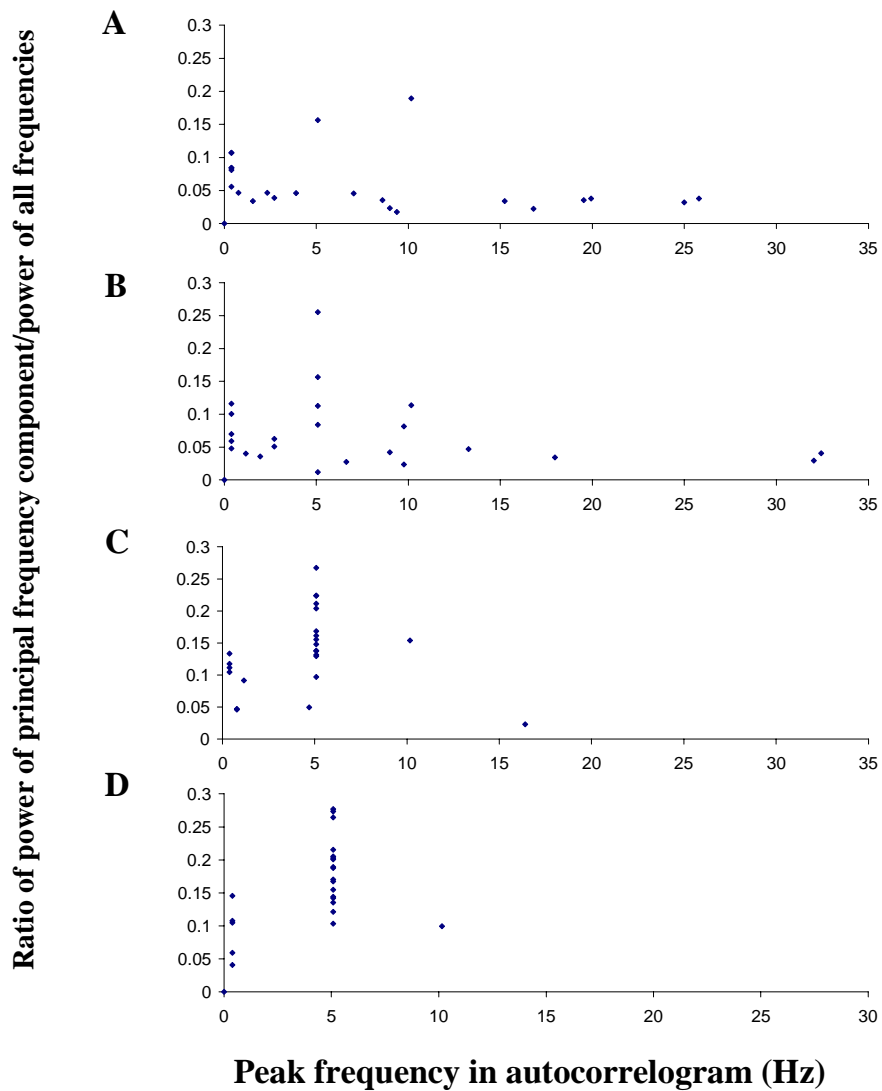 Ratio of power of principal frequency component/power of all frequencies
A
0.3
0.25
0.2
0.15
0.1
0.05
0
0 5 10 15 20 25 30 35
B
0.3
0.25
0.2
0.15
0.1
0.05
0
0 5 10 15 20 25 30 35
C
0.3
0.25
0.2
0.15
0.1
0.05
0
0 5 10 15 20 25 30 35
D
0.3
0.25
0.2
0.15
0.1
0.05
0
0 5 10 15 20 25 30
Peak frequency in autocorrelogram (Hz)